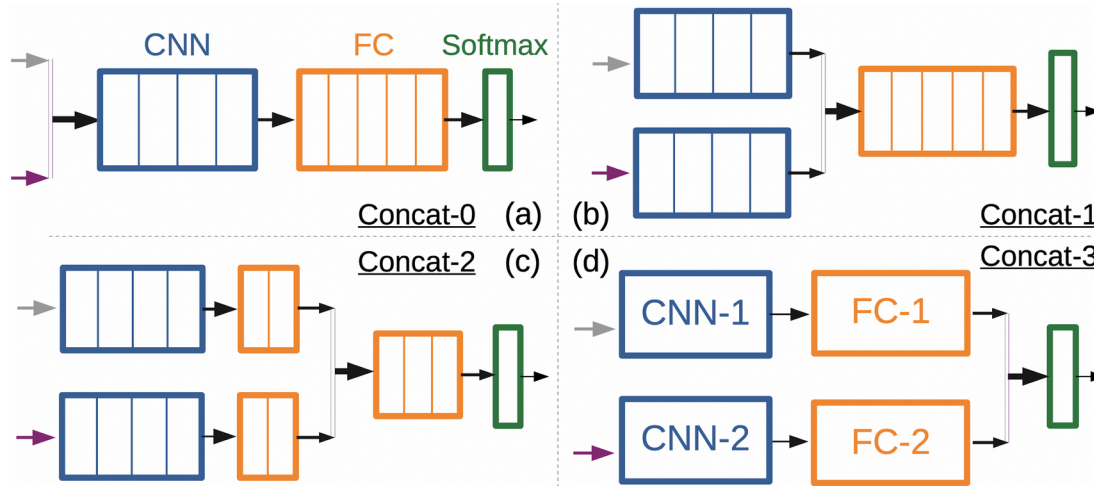 CNN
FC
Softmax
Concat-0 (a)
(b) Concat-1
Concat-2 (c)
(d) Concat-3
CNN-1
FC-1
CNN-2
FC-2